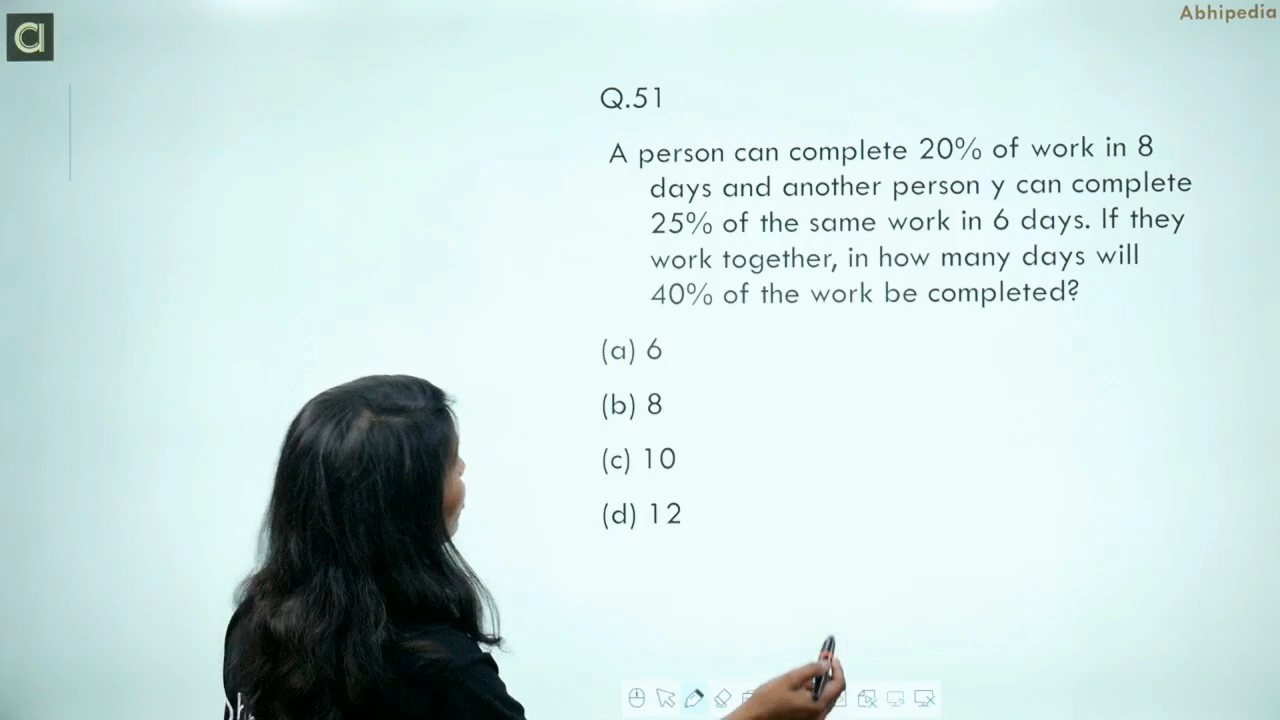 Abhipedia
Q.51
A person can complete 20% of work in 8
days and another person y can complete
25% of the same work in 6 days. If they
work together, in how many days will
40% of the work be completed?
(a) 6
(b) 8
(c) 10
(d) 12